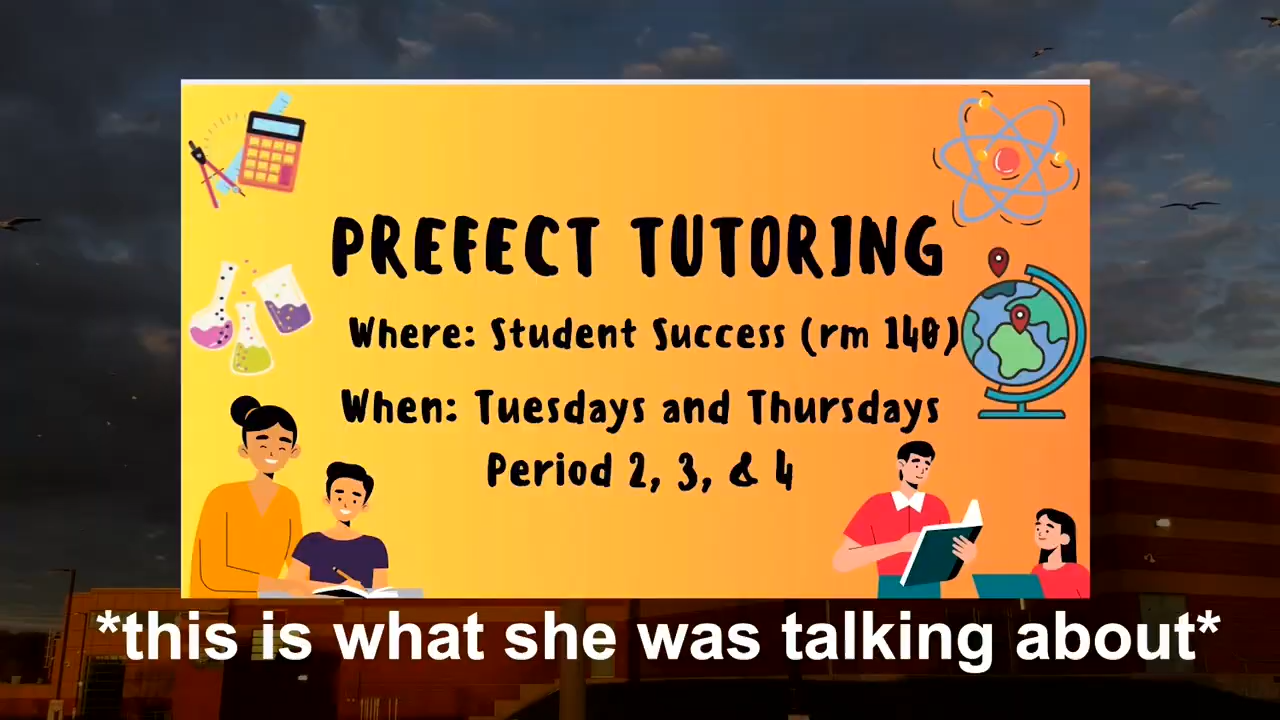 PREFECT TUTORING
Where: Student Success (rm 140)
When: Tuesdays and Thursdays
Period 2, 3, & 4
*this is what she was talking about*